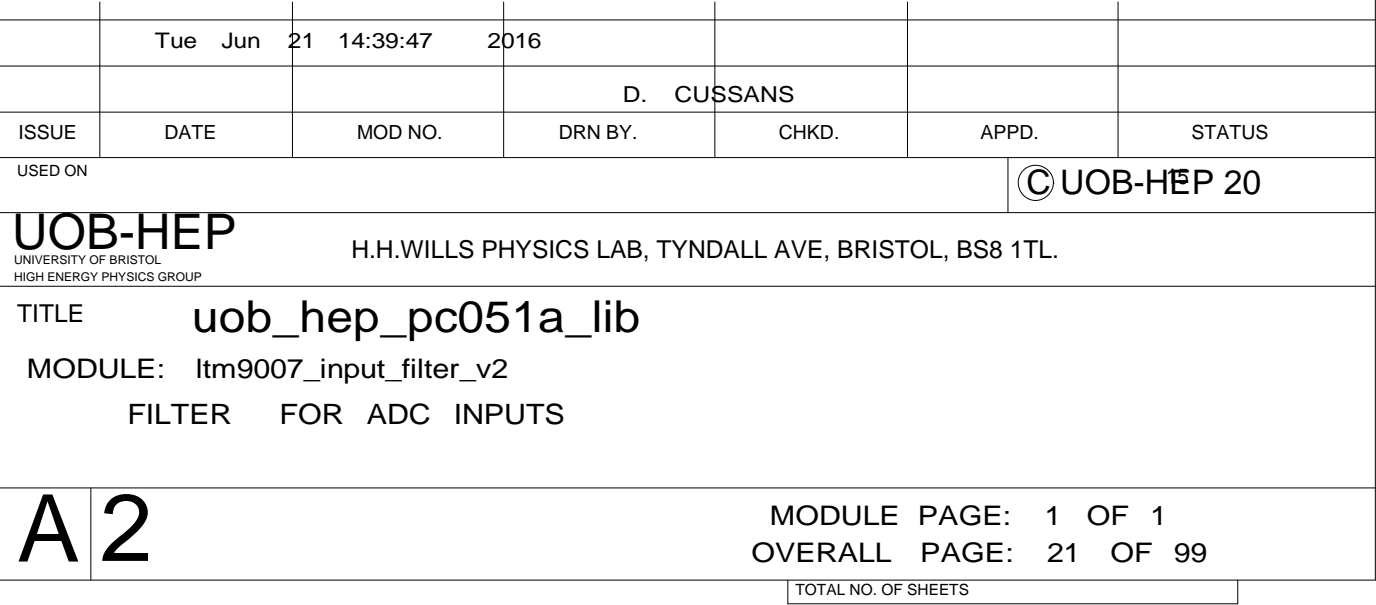 Tue Jun 21 14:39:47 2016
D. CUSSANS
ISSUE DATE MOD NO. DRN BY. CHKD. APPD. STATUS
USED ON
© UOB-HEP 20 15
UOB-HEP
UNIVERSITY OF BRISTOL
HIGH ENERGY PHYSICS GROUP
H.H.WILLS PHYSICS LAB, TYNDALL AVE, BRISTOL, BS8 1TL.
TITLE uob_hep_pc051a_lib
MODULE: ltm9007_input_filter_v2
FILTER FOR ADC INPUTS
A 2
MODULE PAGE: 1 OF 1
OVERALL PAGE: 21 OF 99
TOTAL NO. OF SHEETS